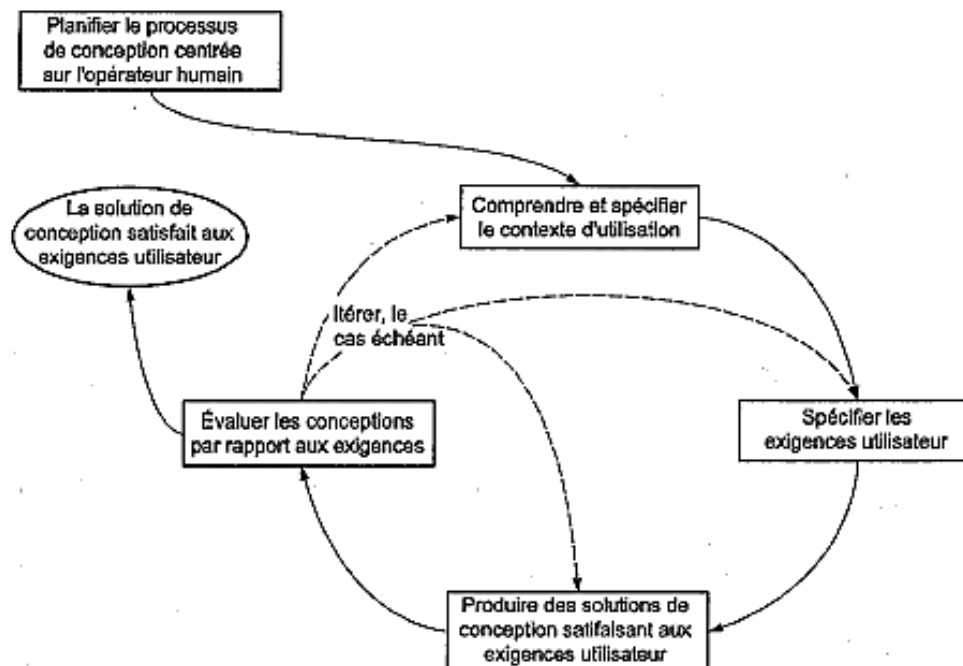 Planifier le processus
de conception centrée
sur l'opérateur humain
La solution de
conception satisfait aux
exigences utilisateur
Comprendre et spécifier
le contexte d'utilisation
Itérer, le
cas échéant
Évaluer les conceptions
par rapport aux exigences
Spécifier les
exigences utilisateur
Produire des solutions de
conception satifaisant aux
exigences utilisateur